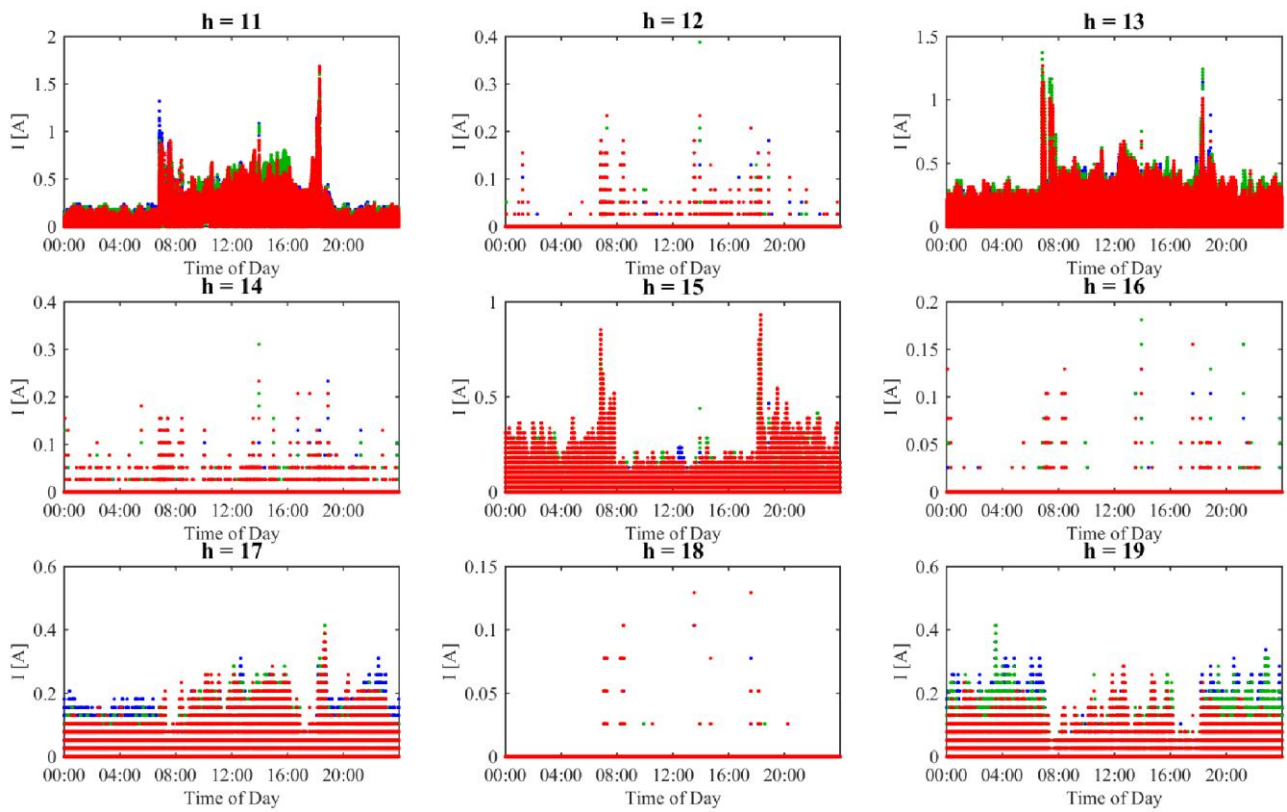 h = 11 h = 12 h = 13
2 0.4 1.5
1.5 0.3
I [A] 1 I [A] 0.2 I [A] 1
0.5 0.1 0.5
0 0 0
00:00 04:00 08:00 12:00 16:00 20:00 00:00 04:00 08:00 12:00 16:00 20:00 00:00 04:00 08:00 12:00 16:00 20:00
Time of Day Time of Day Time of Day
h = 14 h = 15 h = 16
0.4 1 0.2
0.3 0.15
I [A] 0.2 I [A] 0.5 I [A] 0.1
0.1 0.05
0 0 0
00:00 04:00 08:00 12:00 16:00 20:00 00:00 04:00 08:00 12:00 16:00 20:00 00:00 04:00 08:00 12:00 16:00 20:00
Time of Day Time of Day Time of Day
h = 17 h = 18 h = 19
0.6 0.15 0.6
0.4 0.1 0.4
I [A] I [A] I [A]
0.2 0.05 0.2
0 0 0
00:00 04:00 08:00 12:00 16:00 20:00 00:00 04:00 08:00 12:00 16:00 20:00 00:00 04:00 08:00 12:00 16:00 20:00
Time of Day Time of Day Time of Day